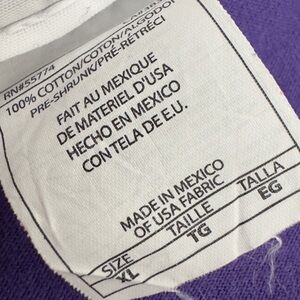 RN#55774
100% COTTON/COTON/ALGODON
PRE-SHRUNK/PRÉ-RÉTRÉCI
FAIT AU MEXIQUE
DE MATERIEL D'USA
HECHO EN MEXICO
CON TELA DE E.U.
MADE IN MEXICO
OF USA FABRIC
SIZE TAILLE TALLA
XL TG EG